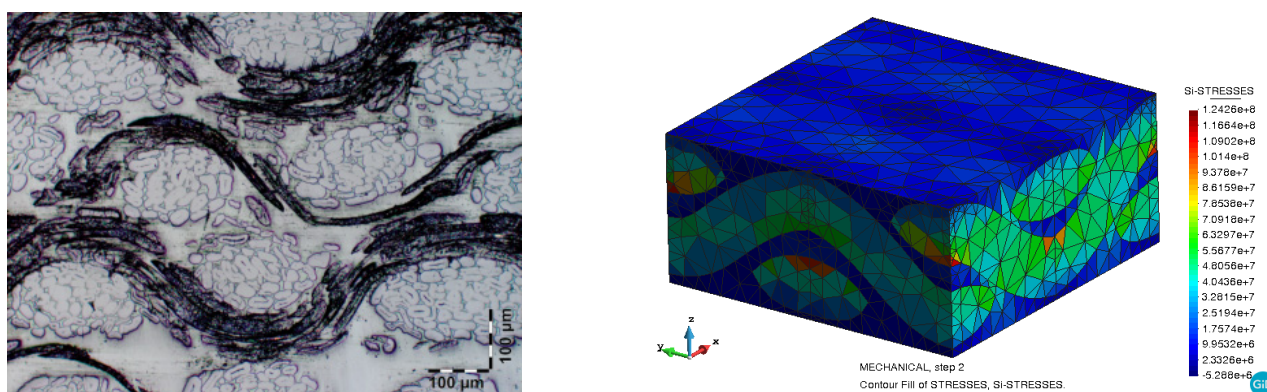 100 µm
100 µm
Si-STRESSES
1.2426e+8
1.1664e+8
1.0902e+8
1.014e+8
9.378e+7
8.6159e+7
7.8538e+7
7.0918e+7
6.3297e+7
5.5677e+7
4.8056e+7
4.0436e+7
3.2815e+7
2.5194e+7
1.7574e+7
9.9532e+6
2.3326e+6
-5.288e+6
z
y
x
MECHANICAL, step 2
Contour Fill of STRESSES, Si-STRESSES.
Gi